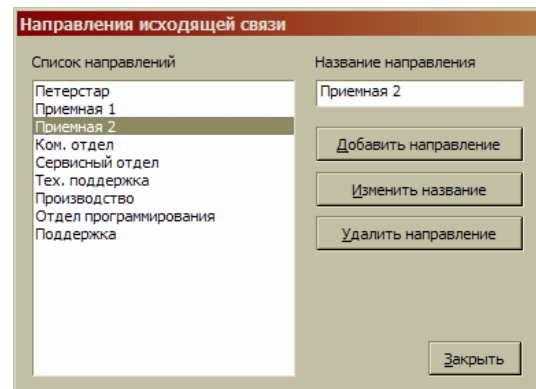 Направления исходящей связи
Список направлений
Петерстар
Приемная 1
Приемная 2
Ком. отдел
Сервисный отдел
Тех. поддержка
Производство
Отдел программирования
Поддержка
Название направления
Приемная 2
Добавить направление
Изменить название
Удалить направление
Закрыть